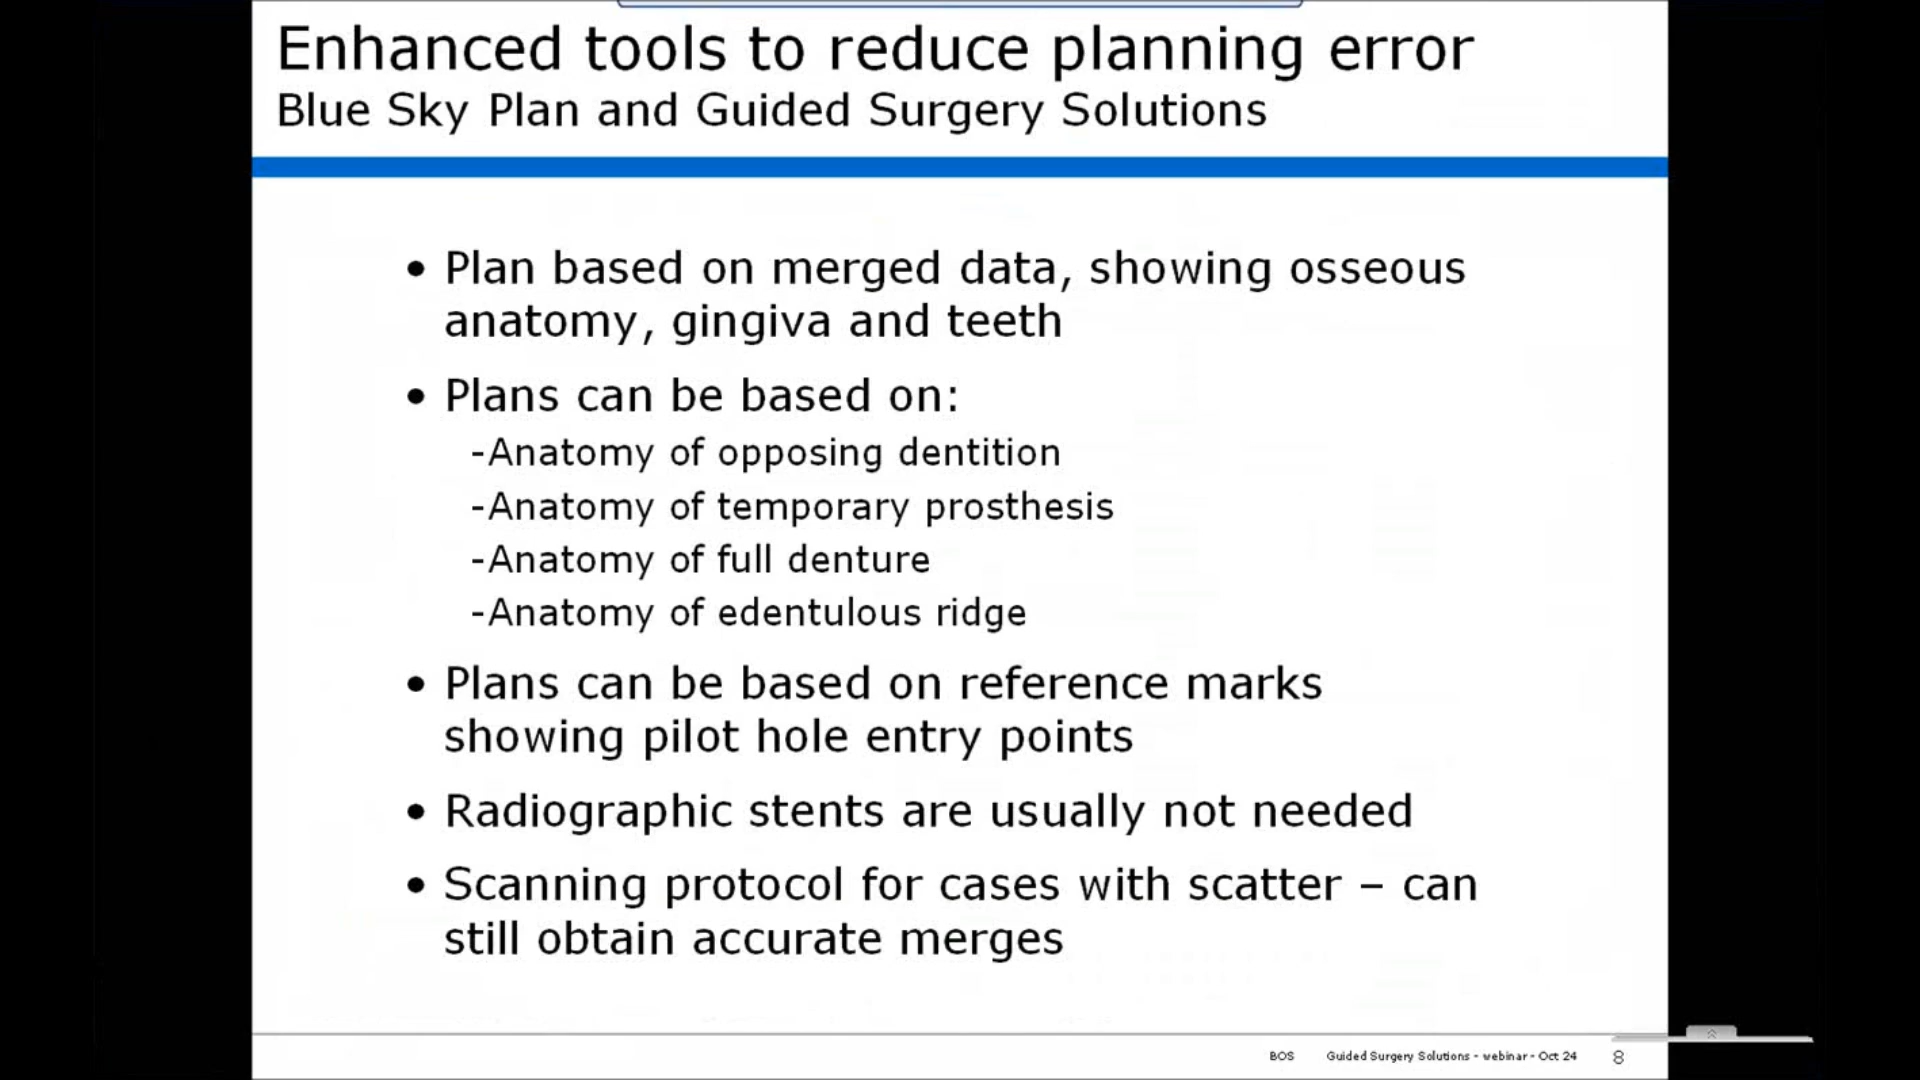 Enhanced tools to reduce planning error
Blue Sky Plan and Guided Surgery Solutions
• Plan based on merged data, showing osseous
anatomy, gingiva and teeth
• Plans can be based on:
-Anatomy of opposing dentition
-Anatomy of temporary prosthesis
-Anatomy of full denture
-Anatomy of edentulous ridge
• Plans can be based on reference marks
showing pilot hole entry points
• Radiographic stents are usually not needed
• Scanning protocol for cases with scatter – can
still obtain accurate merges
BOS Guided Surgery Solutions - webinar - Oct 24 8